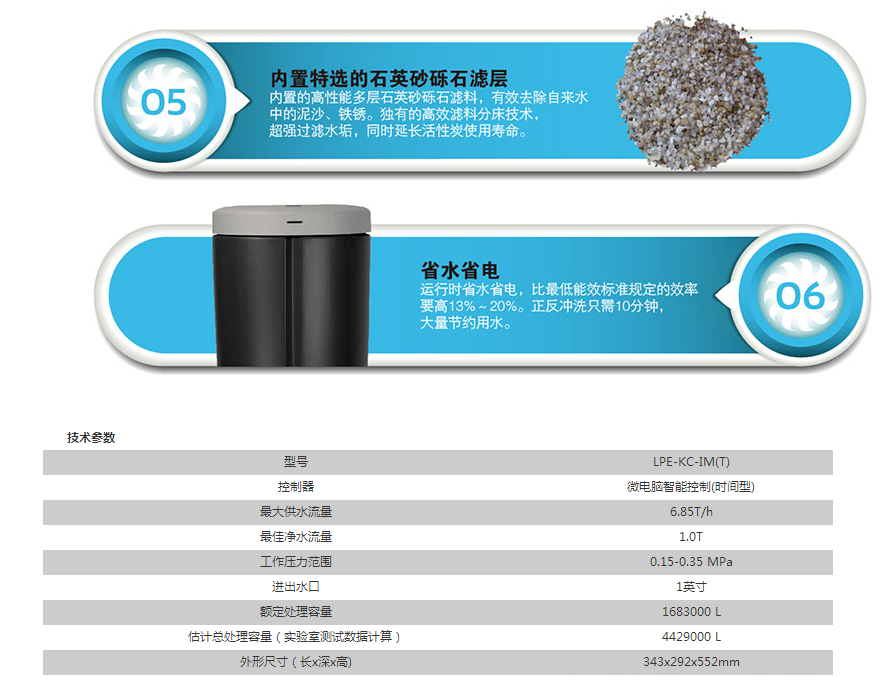 05
内置特选的石英砂砾石滤层
内置的高性能多层石英砂砾石滤料，有效去除自来水
中的泥沙、铁锈。独有的高效滤料分床技术，
超强过滤水垢，同时延长活性炭使用寿命。
省水省电
运行时省水省电，比最低能效标准规定的效率
要高13%～20%。正反冲洗只需10分钟，
大量节约用水。
06
技术参数
型号 LPE-KC-IM(T)
控制器 微电脑智能控制(时间型)
最大供水流量 6.85T/h
最佳净水流量 1.0T
工作压力范围 0.15-0.35 MPa
进出水口 1英寸
额定处理容量 1683000 L
估计总处理容量（实验室测试数据计算） 4429000 L
外形尺寸（长x深x高） 343x292x552mm